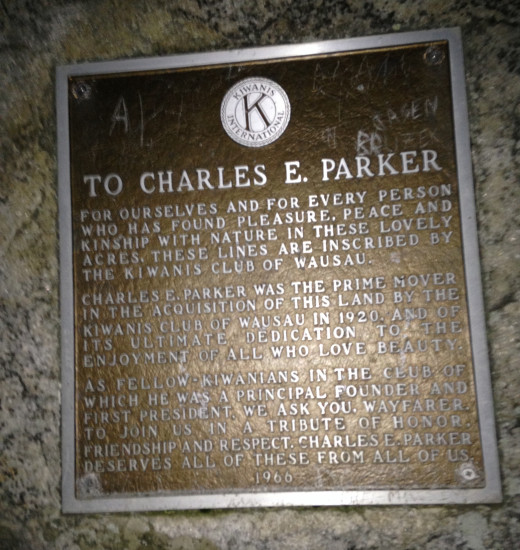 KIWANIS
K
INTERNATIONAL
TO CHARLES E. PARKER
FOR OURSELVES AND FOR EVERY PERSON
WHO HAS FOUND PLEASURE, PEACE AND
KINSHIP WITH NATURE IN THESE LOVELY
ACRES, THESE LINES ARE INSCRIBED BY
THE KIWANIS CLUB OF WAUSAU.
CHARLES E. PARKER WAS THE PRIME MOVER
IN THE ACQUISITION OF THIS LAND BY THE
KIWANIS CLUB OF WAUSAU IN 1920, AND OF
ITS ULTIMATE DEDICATION TO THE
ENJOYMENT OF ALL WHO LOVE BEAUTY.
AS FELLOW-KIWANIANS IN THE CLUB OF
WHICH HE WAS A PRINCIPAL FOUNDER AND
FIRST PRESIDENT, WE ASK YOU, WAYFARER,
TO JOIN US IN A TRIBUTE OF HONOR,
FRIENDSHIP AND RESPECT. CHARLES E. PARKER
DESERVES ALL OF THESE FROM ALL OF US.
1966